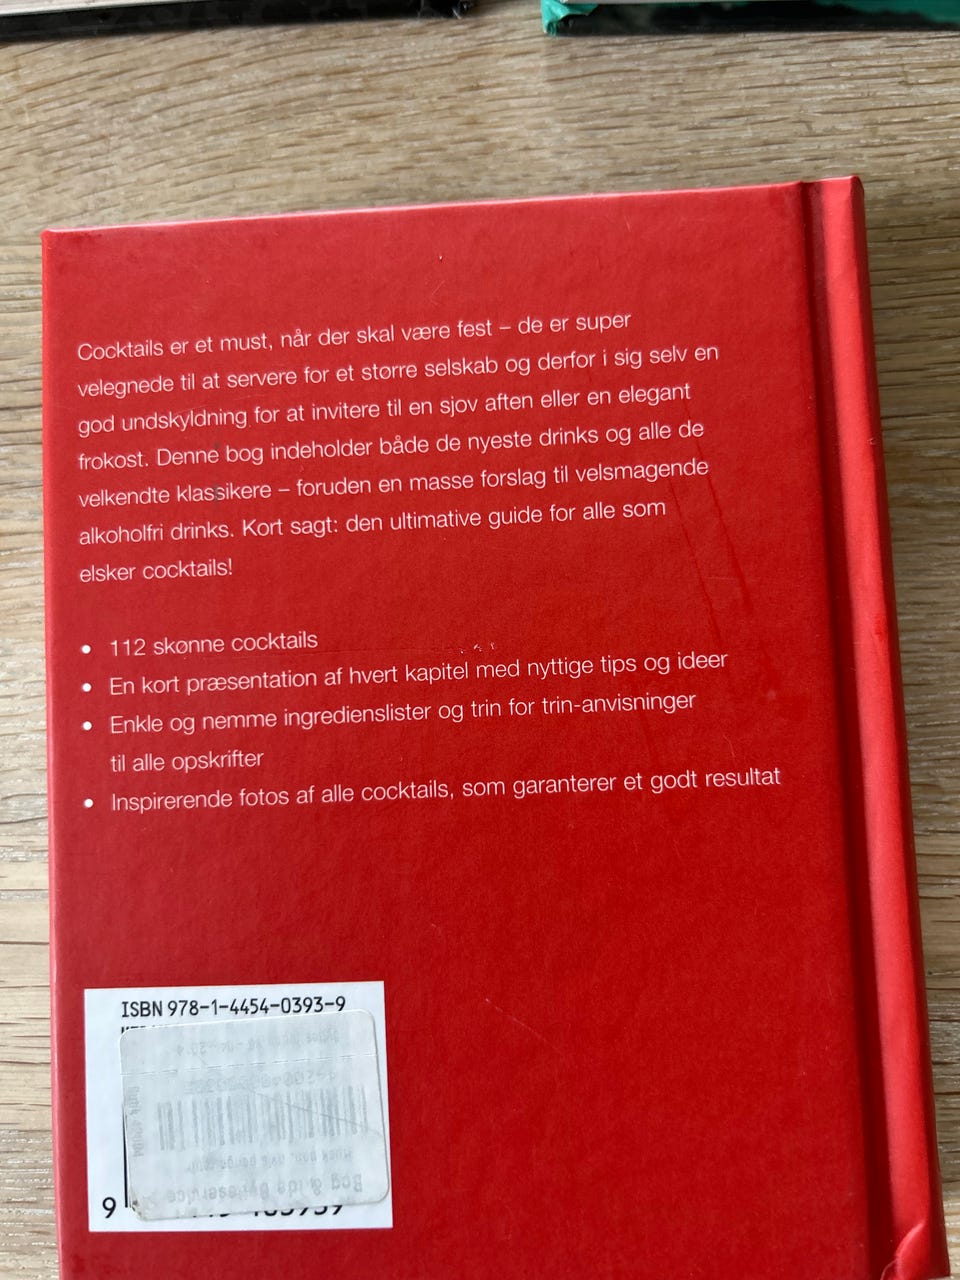 Cocktails er et must, når der skal være fest – de er super
velegnede til at servere for et større selskab og derfor i sig selv en
god undskyldning for at invitere til en sjov aften eller en elegant
frokost. Denne bog indeholder både de nyeste drinks og alle de
velkendte klassikere – foruden en masse forslag til velsmagende
alkoholfri drinks. Kort sagt: den ultimative guide for alle som
elsker cocktails!
• 112 skønne cocktails
• En kort præsentation af hvert kapitel med nyttige tips og ideer
• Enkle og nemme ingredienslister og trin for trin-anvisninger
til alle opskrifter
• Inspirerende fotos af alle cocktails, som garanterer et godt resultat
ISBN 978-1-4454-0393-9
Bog & idé Bytteservice
9